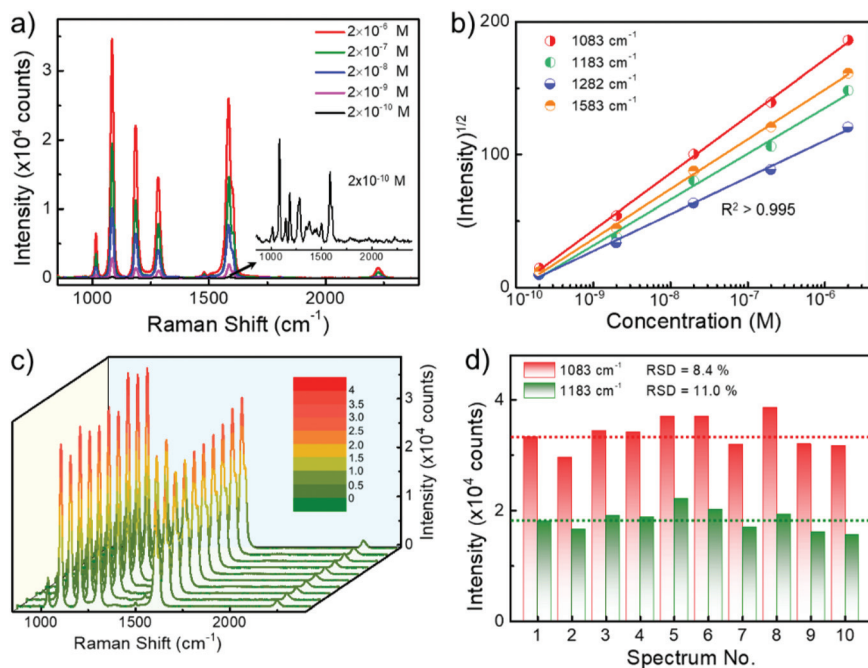 a)
2×10⁻⁶ M
2×10⁻⁷ M
2×10⁻⁸ M
2×10⁻⁹ M
2×10⁻¹⁰ M
2x10⁻¹⁰ M
1000 1500 2000
Intensity (x10⁴ counts)
3
2
1
0
1000 1500 2000
Raman Shift (cm⁻¹)
b)
1083 cm⁻¹
1183 cm⁻¹
1282 cm⁻¹
1583 cm⁻¹
R² > 0.995
(Intensity)¹/²
200
100
0
10⁻¹⁰ 10⁻⁹ 10⁻⁸ 10⁻⁷ 10⁻⁶
Concentration (M)
c)
4
3.5
3.0
2.5
2.0
1.5
1.0
0.5
0
Intensity (x10⁴ counts)
3
2
1
0
1000 1500 2000
Raman Shift (cm⁻¹)
d)
1083 cm⁻¹ RSD = 8.4 %
1183 cm⁻¹ RSD = 11.0 %
Intensity (x10⁴ counts)
4
2
0
1 2 3 4 5 6 7 8 9 10
Spectrum No.